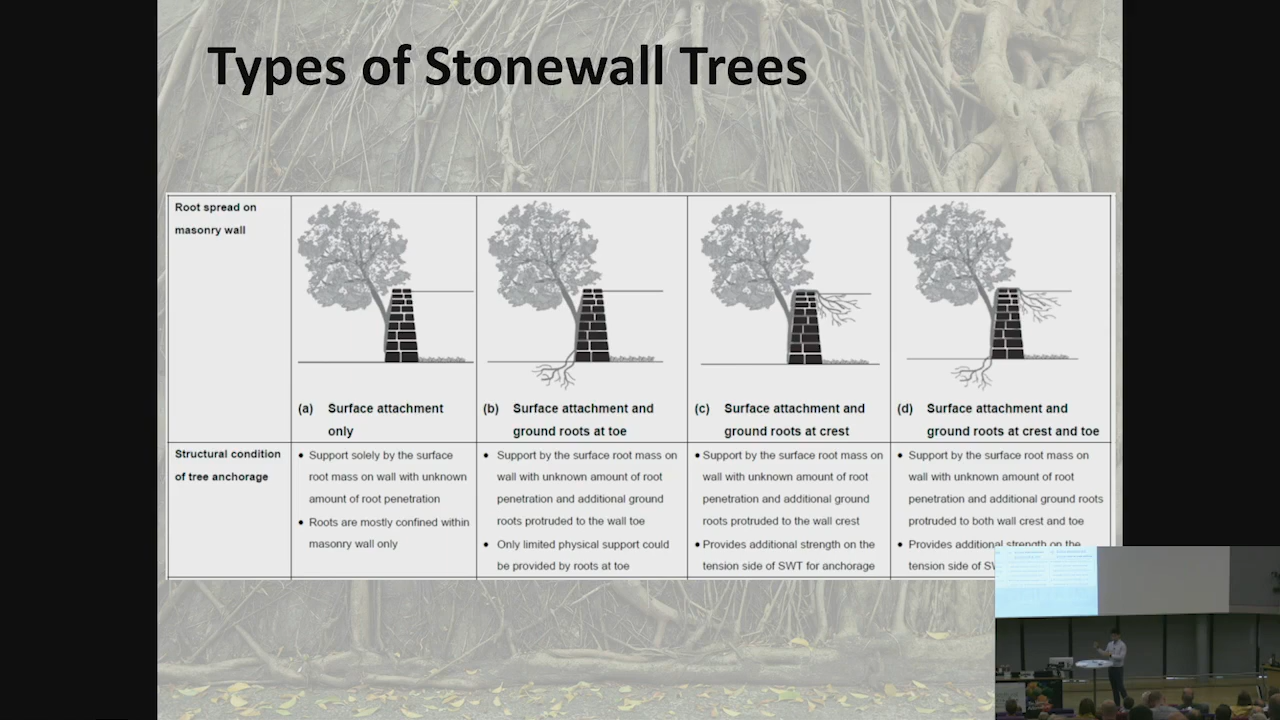 Types of Stonewall Trees
Root spread on
masonry wall
(a) Surface attachment
only
(b) Surface attachment and
ground roots at toe
(c) Surface attachment and
ground roots at crest
(d) Surface attachment and
ground roots at crest and toe
Structural condition
of tree anchorage
• Support solely by the surface
root mass on wall with unknown
amount of root penetration
• Roots are mostly confined within
masonry wall only
• Support by the surface root mass on
wall with unknown amount of root
penetration and additional ground
roots protruded to the wall toe
• Only limited physical support could
be provided by roots at toe
• Support by the surface root mass on
wall with unknown amount of root
penetration and additional ground
roots protruded to the wall crest
• Provides additional strength on the
tension side of SWT for anchorage
• Support by the surface root mass on
wall with unknown amount of root
penetration and additional ground roots
protruded to both wall crest and toe
• Provides additional strength on the
tension side of